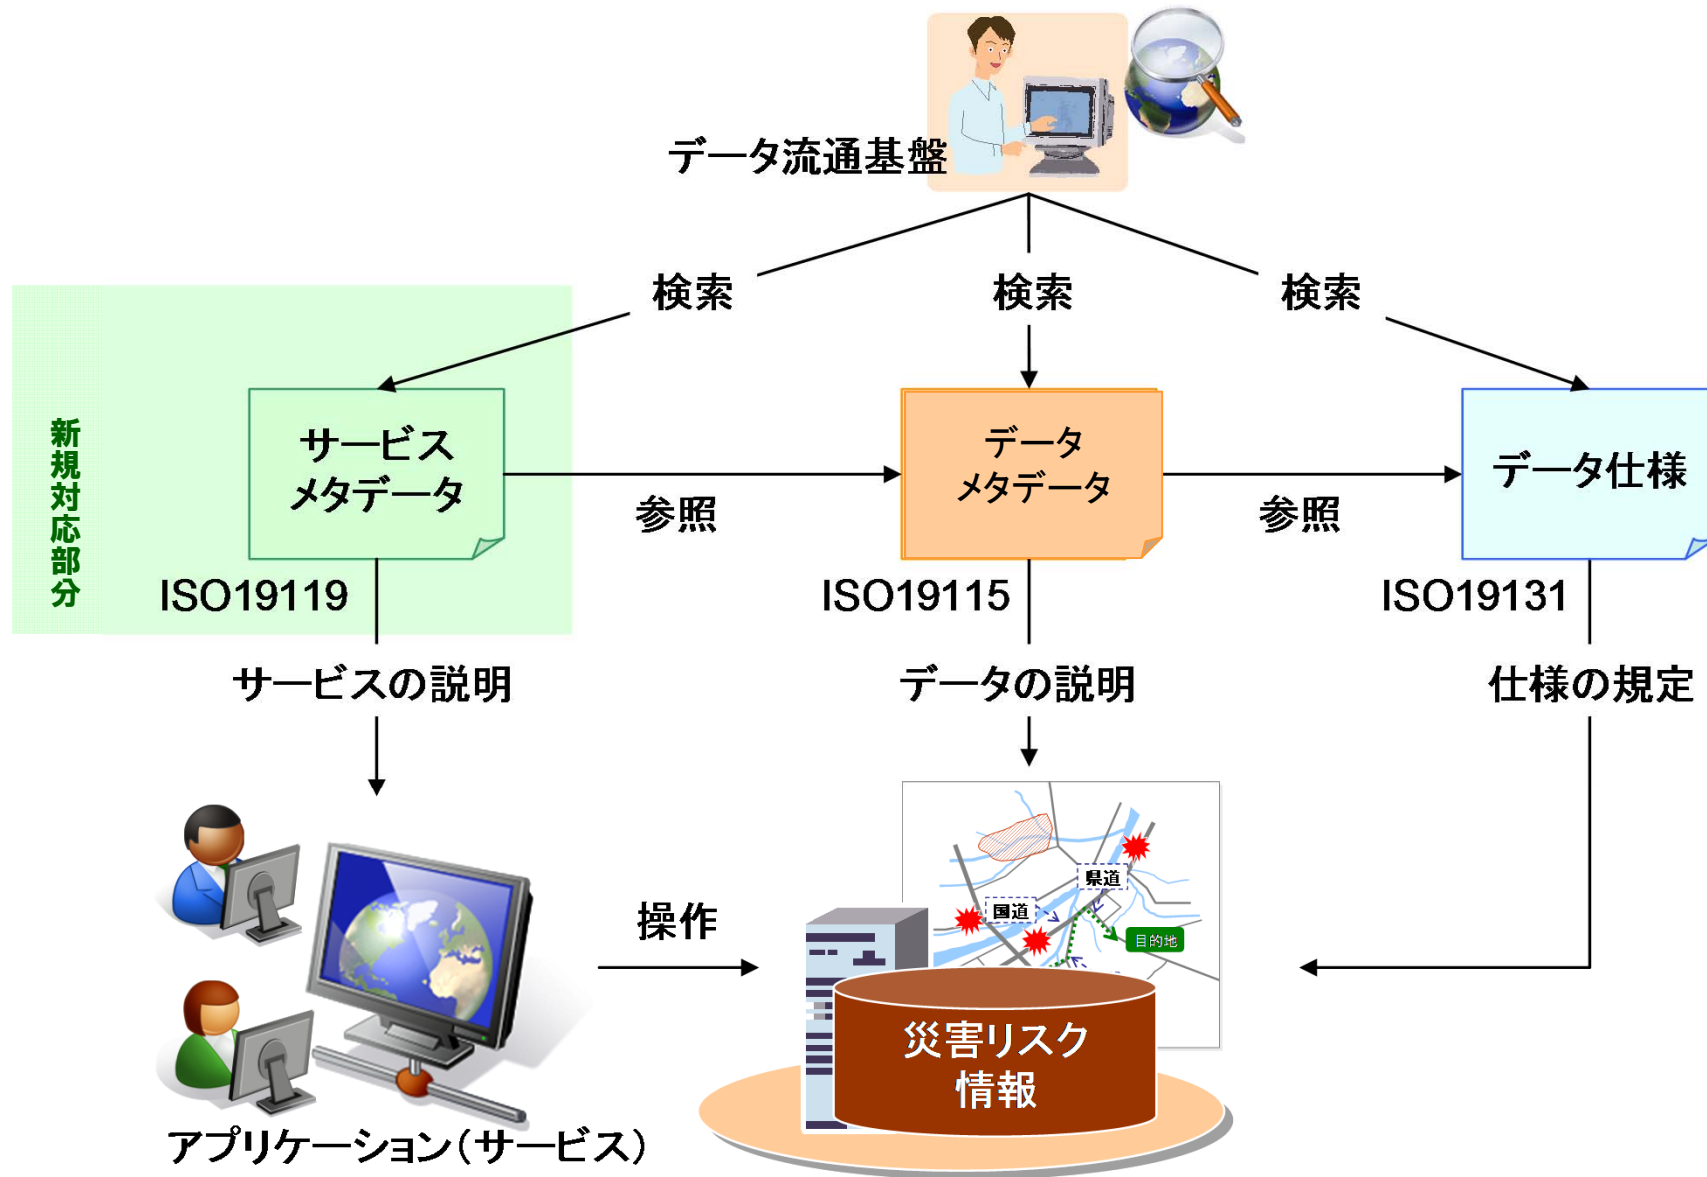 データ流通基盤
検索
検索
検索
新規対応部分
サービス
メタデータ
データ
メタデータ
データ仕様
参照
参照
ISO19119
ISO19115
ISO19131
サービスの説明
データの説明
仕様の規定
県道
国道
目的地
操作
災害リスク
情報
アプリケーション(サービス)